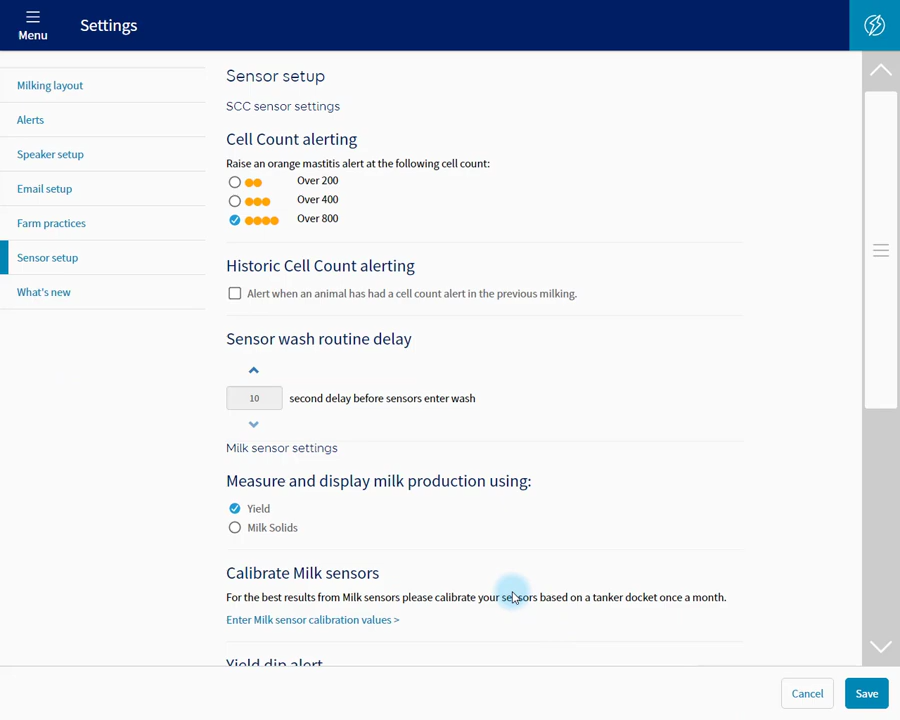 Menu
Settings
Milking layout
Alerts
Speaker setup
Email setup
Farm practices
Sensor setup
What's new
Sensor setup
SCC sensor settings
Cell Count alerting
Raise an orange mastitis alert at the following cell count:
Over 200
Over 400
Over 800
Historic Cell Count alerting
Alert when an animal has had a cell count alert in the previous milking.
Sensor wash routine delay
10 second delay before sensors enter wash
Milk sensor settings
Measure and display milk production using:
Yield
Milk Solids
Calibrate Milk sensors
For the best results from Milk sensors please calibrate your sensors based on a tanker docket once a month.
Enter Milk sensor calibration values >
Yield dip alert
Cancel
Save